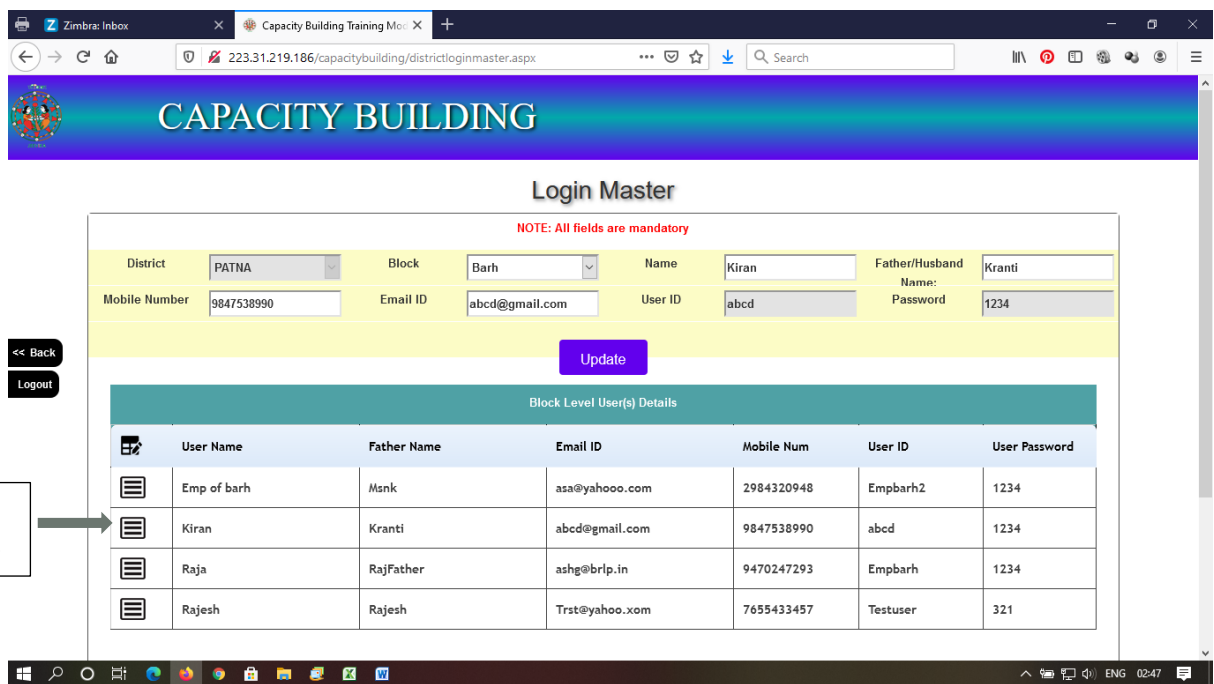 Zimbra: Inbox
Capacity Building Training Mod
223.31.219.186/capacitybuilding/districtloginmaster.aspx
Search
CAPACITY BUILDING
Login Master
NOTE: All fields are mandatory
District PATNA Block Barh Name Kiran Father/Husband Name: Kranti
Mobile Number 9847538990 Email ID abcd@gmail.com User ID abcd Password 1234
<< Back
Update
Logout
Block Level User(s) Details
User Name Father Name Email ID Mobile Num User ID User Password
Emp of barh Msnk asa@yahooo.com 2984320948 Empbarh2 1234
Kiran Kranti abcd@gmail.com 9847538990 abcd 1234
Raja RajFather ashg@brlp.in 9470247293 Empbarh 1234
Rajesh Rajesh Trst@yahoo.xom 7655433457 Testuser 321
ENG 02:47